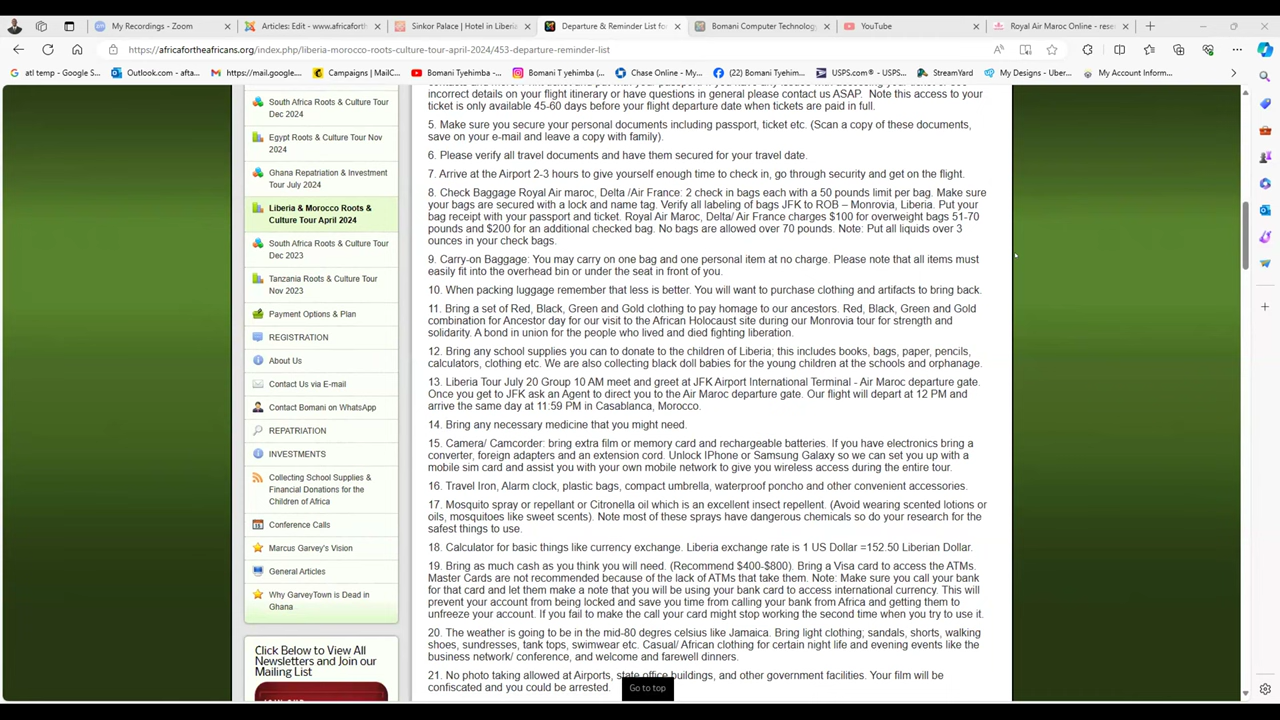 My Recordings - Zoom
Articles: Edit - www.africaforth
Sinkor Palace | Hotel in Liberia
Departure & Reminder List for
Bomani Computer Technology
YouTube
Royal Air Maroc Online - rese
https://africafortheafricans.org/index.php/liberia-morocco-roots-culture-tour-april-2024/453-departure-reminder-list
atl temp - Google S...
Outlook.com - afta...
https://mail.google....
Campaigns | MailC...
Bomani Tyehimba (...
Bomani T yehimba (...
Chase Online - Log...
(22) Bomani Tyehim...
USPS.com® - USPS...
StreamYard
My Designs - Uber...
My Account Inform...
South Africa Roots & Culture Tour
Dec 2024
Egypt Roots & Culture Tour Nov
2024
Ghana Repatriation & Investment
Tour July 2024
Liberia & Morocco Roots &
Culture Tour April 2024
South Africa Roots & Culture Tour
Dec 2023
Tanzania Roots & Culture Tour
Nov 2023
Payment Options & Plan
REGISTRATION
About Us
Contact Us via E-mail
Contact Bomani on WhatsApp
REPATRIATION
INVESTMENTS
Collecting School Supplies &
Financial Donations for the
Children of Africa
Conference Calls
Marcus Garvey's Vision
General Articles
Why GarveyTown is Dead in
Ghana
Click Below to View All
Newsletters and Join our
Mailing List
incorrect details on your flight itinerary or have questions in general please contact us ASAP. Note this access to your
ticket is only available 45-60 days before your flight departure date when tickets are paid in full.
5. Make sure you secure your personal documents including passport, ticket etc. (Scan a copy of these documents,
save on your e-mail and leave a copy with family).
6. Please verify all travel documents and have them secured for your travel date.
7. Arrive at the Airport 2-3 hours to give yourself enough time to check in, go through security and get on the flight.
8. Check Baggage Royal Air maroc, Delta /Air France: 2 check in bags each with a 50 pounds limit per bag. Make sure
your bags are secured with a lock and name tag. Verify all labeling of bags JFK to ROB – Monrovia, Liberia. Put your
bag receipt with your passport and ticket. Royal Air Maroc, Delta/ Air France charges $100 for overweight bags 51-70
pounds and $200 for an additional checked bag. No bags are allowed over 70 pounds. Note: Put all liquids over 3
ounces in your check bags.
9. Carry-on Baggage: You may carry on one bag and one personal item at no charge. Please note that all items must
easily fit into the overhead bin or under the seat in front of you.
10. When packing luggage remember that less is better. You will want to purchase clothing and artifacts to bring back.
11. Bring a set of Red, Black, Green and Gold clothing to pay homage to our ancestors. Red, Black, Green and Gold
combination for Ancestor day for our visit to the African Holocaust site during our Monrovia tour for strength and
solidarity. A bond in union for the people who lived and died fighting liberation.
12. Bring any school supplies you can to donate to the children of Liberia; this includes books, bags, paper, pencils,
calculators, clothing etc. We are also collecting black doll babies for the young children at the schools and orphanage.
13. Liberia Tour July 20 Group 10 AM meet and greet at JFK Airport International Terminal - Air Maroc departure gate.
Once you get to JFK ask an Agent to direct you to the Air Maroc departure gate. Our flight will depart at 12 PM and
arrive the same day at 11:59 PM in Casablanca, Morocco.
14. Bring any necessary medicine that you might need.
15. Camera/ Camcorder: bring extra film or memory card and rechargeable batteries. If you have electronics bring a
converter, foreign adapters and an extension cord. Unlock IPhone or Samsung Galaxy so we can set you up with a
mobile sim card and assist you with your own mobile network to give you wireless access during the entire tour.
16. Travel Iron, Alarm clock, plastic bags, compact umbrella, waterproof poncho and other convenient accessories.
17. Mosquito spray or repellant or Citronella oil which is an excellent insect repellent. (Avoid wearing scented lotions or
oils, mosquitoes like sweet scents). Note most of these sprays have dangerous chemicals so do your research for the
safest things to use.
18. Calculator for basic things like currency exchange. Liberia exchange rate is 1 US Dollar =152.50 Liberian Dollar.
19. Bring as much cash as you think you will need. (Recommend $400-$800). Bring a Visa card to access the ATMs.
Master Cards are not recommended because of the lack of ATMs that take them. Note: Make sure you call your bank
for that card and let them make a note that you will be using your bank card to access international currency. This will
prevent your account from being locked and save you time from calling your bank from Africa and getting them to
unfreeze your account. If you fail to make the call your card might stop working the second time when you try to use it.
20. The weather is going to be in the mid-80 degres celsius like Jamaica. Bring light clothing; sandals, shorts, walking
shoes, sundresses, tank tops, swimwear etc. Casual/ African clothing for certain night life and evening events like the
business network/ conference, and welcome and farewell dinners.
21. No photo taking allowed at Airports, state office buildings, and other government facilities. Your film will be
confiscated and you could be arrested.
Go to top